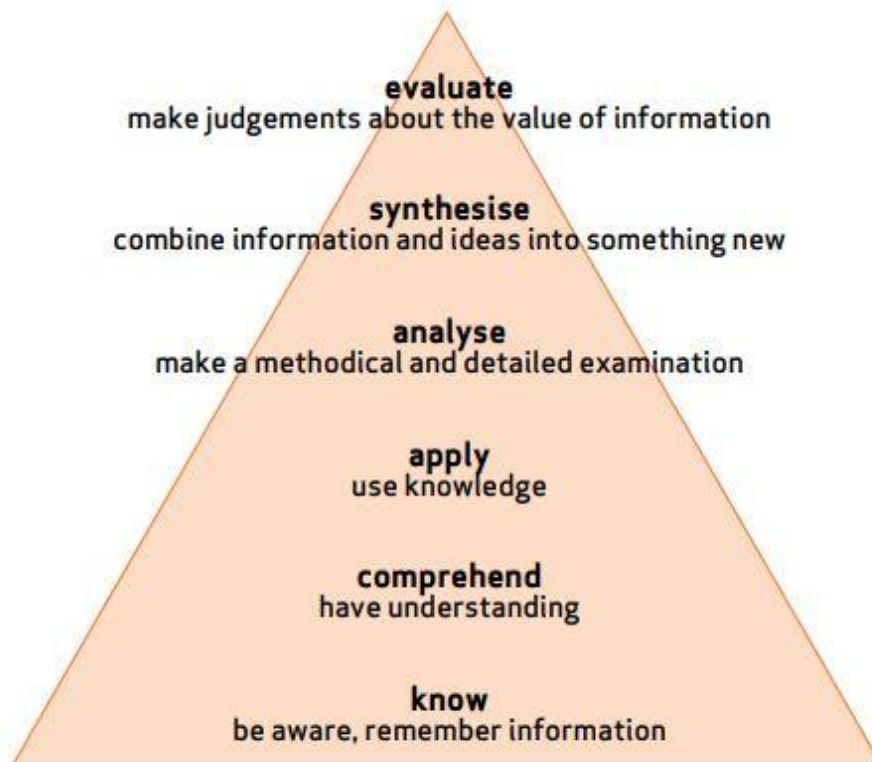 evaluate
make judgements about the value of information
synthesise
combine information and ideas into something new
analyse
make a methodical and detailed examination
apply
use knowledge
comprehend
have understanding
know
be aware, remember information